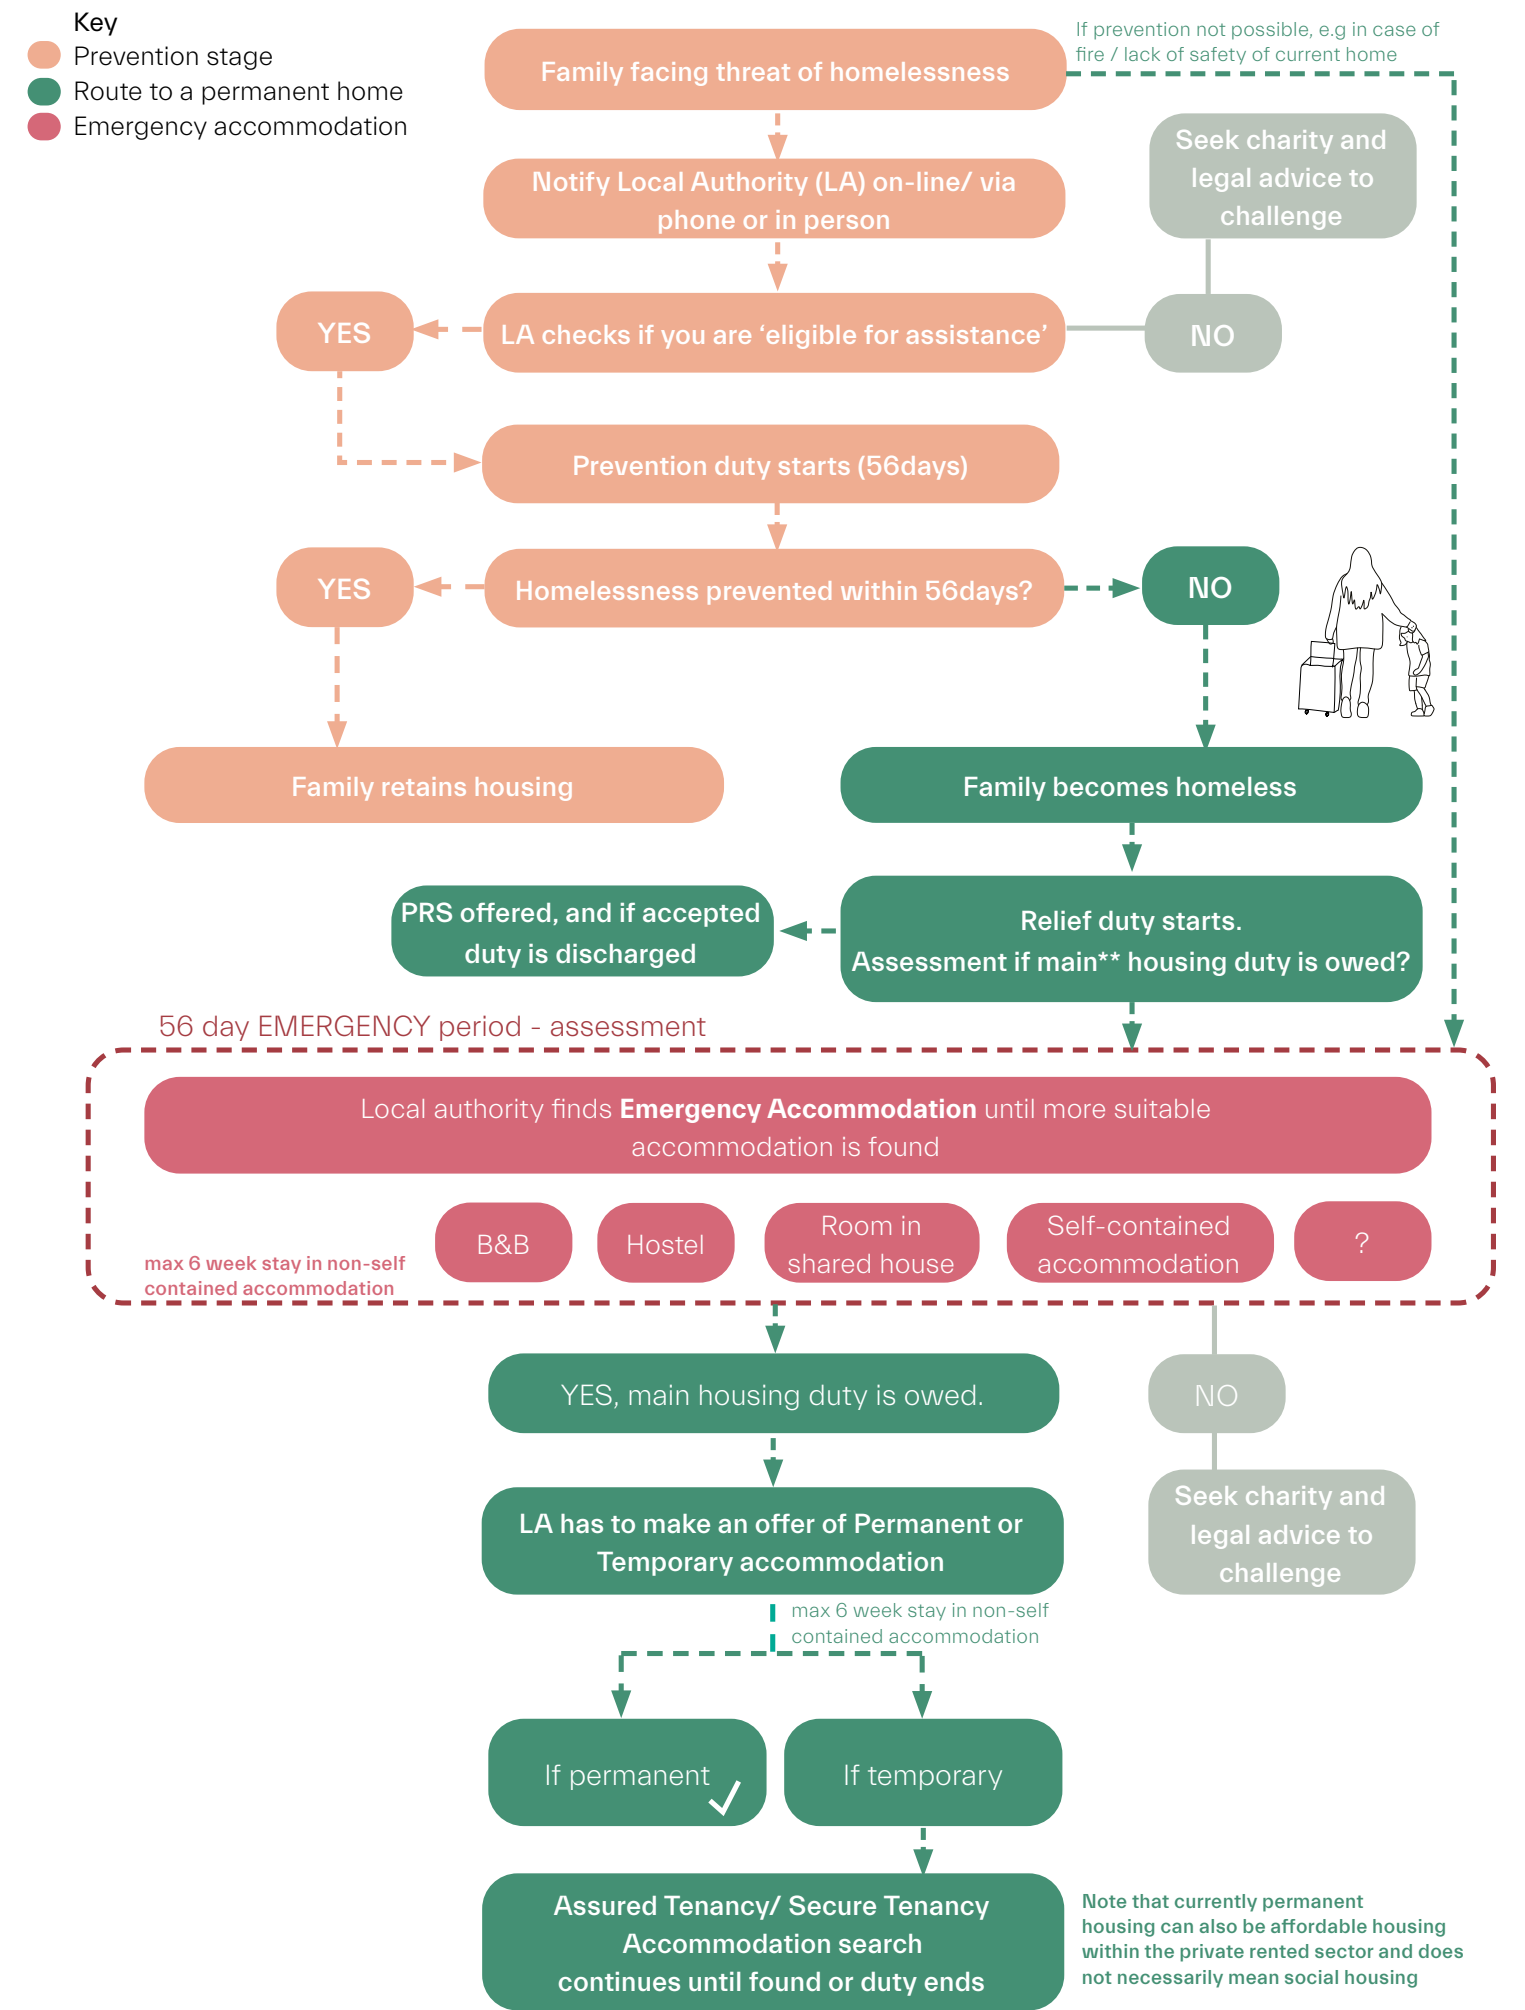 Key
Prevention stage
Route to a permanent home
Emergency accommodation
If prevention not possible, e.g in case of
fire / lack of safety of current home
Family facing threat of homelessness
Seek charity and
legal advice to
challenge
Notify Local Authority (LA) on-line/ via
phone or in person
YES
LA checks if you are ‘eligible for assistance’
NO
Prevention duty starts (56days)
YES
Homelessness prevented within 56days?
NO
Family retains housing
Family becomes homeless
PRS offered, and if accepted
duty is discharged
Relief duty starts.
Assessment if main** housing duty is owed?
56 day EMERGENCY period - assessment
Local authority finds Emergency Accommodation until more suitable
accommodation is found
max 6 week stay in non-self
contained accommodation
B&B
Hostel
Room in
shared house
Self-contained
accommodation
?
YES, main housing duty is owed.
NO
LA has to make an offer of Permanent or
Temporary accommodation
Seek charity and
legal advice to
challenge
max 6 week stay in non-self
contained accommodation
If permanent
If temporary
Assured Tenancy/ Secure Tenancy
Accommodation search
continues until found or duty ends
Note that currently permanent
housing can also be affordable housing
within the private rented sector and does
not necessarily mean social housing